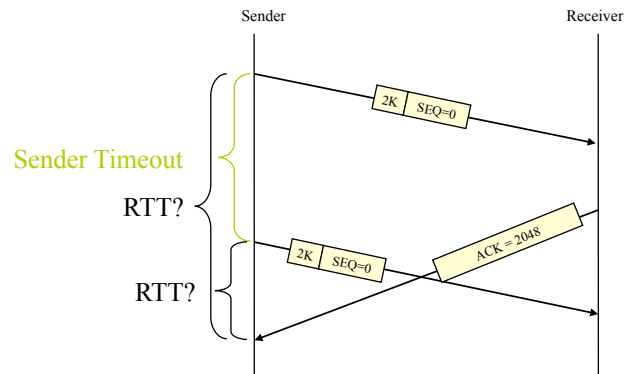 Sender
Receiver
2K SEQ=0
Sender Timeout
RTT?
ACK = 2048
2K SEQ=0
RTT?